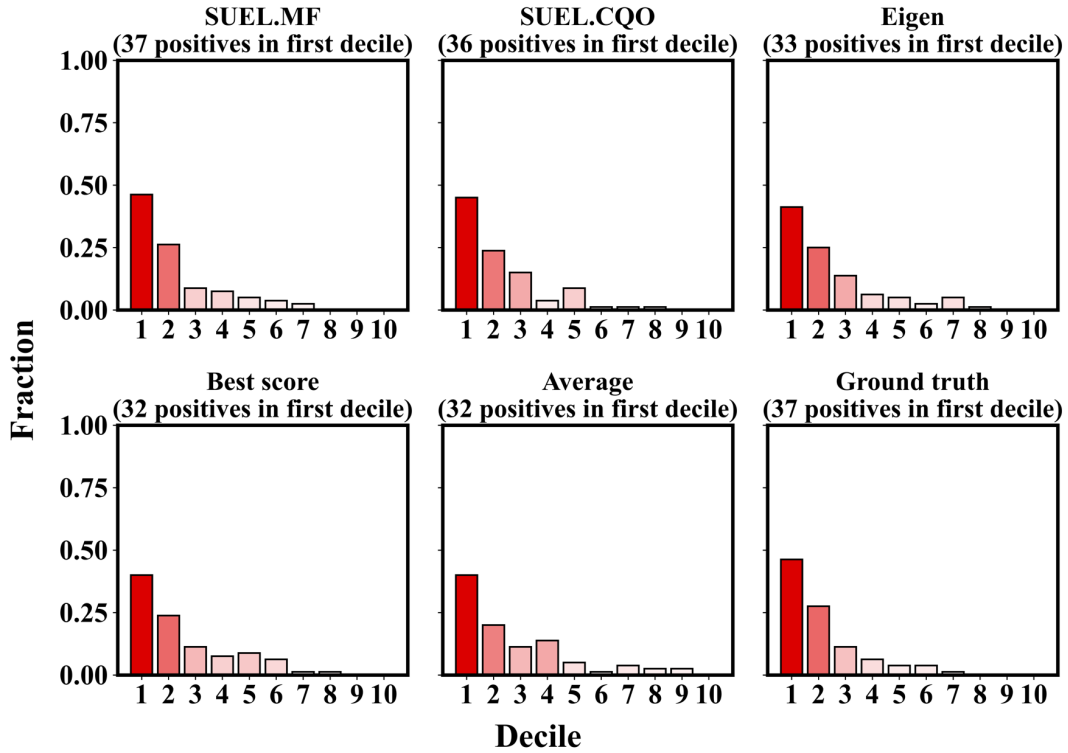 SUEL.MF
(37 positives in first decile)
SUEL.CQO
(36 positives in first decile)
Eigen
(33 positives in first decile)
1.00
0.75
0.50
0.25
0.00
1 2 3 4 5 6 7 8 9 10
1 2 3 4 5 6 7 8 9 10
1 2 3 4 5 6 7 8 9 10
Fraction
Best score
(32 positives in first decile)
Average
(32 positives in first decile)
Ground truth
(37 positives in first decile)
1.00
0.75
0.50
0.25
0.00
1 2 3 4 5 6 7 8 9 10
1 2 3 4 5 6 7 8 9 10
1 2 3 4 5 6 7 8 9 10
Decile